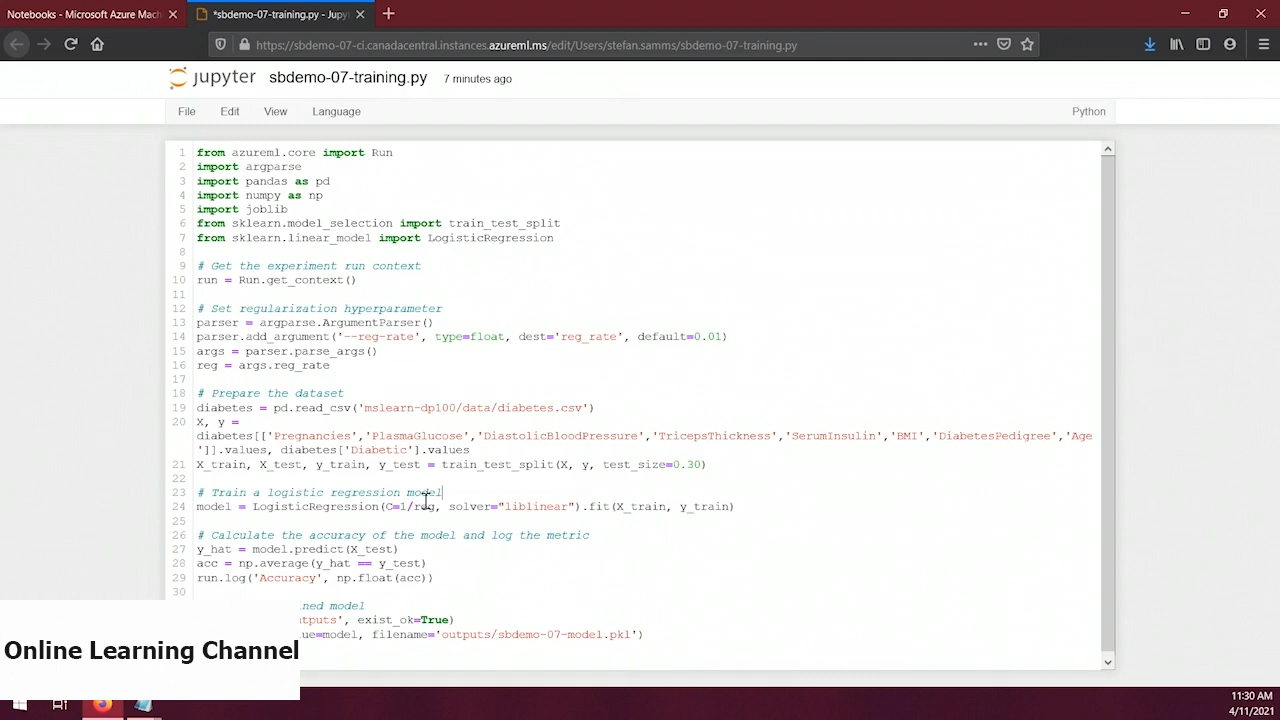 Notebooks - Microsoft Azure Mach
*sbdemo-07-training.py - Jupyt
https://sbdemo-07-ci.canadacentral.instances.azureml.ms/edit/Users/stefan.samms/sbdemo-07-training.py
jupyter sbdemo-07-training.py 7 minutes ago
File Edit View Language Python
1 from azureml.core import Run
2 import argparse
3 import pandas as pd
4 import numpy as np
5 import joblib
6 from sklearn.model_selection import train_test_split
7 from sklearn.linear_model import LogisticRegression
8
9 # Get the experiment run context
10 run = Run.get_context()
11
12 # Set regularization hyperparameter
13 parser = argparse.ArgumentParser()
14 parser.add_argument('--reg-rate', type=float, dest='reg_rate', default=0.01)
15 args = parser.parse_args()
16 reg = args.reg_rate
17
18 # Prepare the dataset
19 diabetes = pd.read_csv('mslearn-dp100/data/diabetes.csv')
20 X, y =
diabetes[['Pregnancies','PlasmaGlucose','DiastolicBloodPressure','TricepsThickness','SerumInsulin','BMI','DiabetesPedigree','Age
']].values, diabetes['Diabetic'].values
21 X_train, X_test, y_train, y_test = train_test_split(X, y, test_size=0.30)
22
23 # Train a logistic regression model
24 model = LogisticRegression(C=1/reg, solver="liblinear").fit(X_train, y_train)
25
26 # Calculate the accuracy of the model and log the metric
27 y_hat = model.predict(X_test)
28 acc = np.average(y_hat == y_test)
29 run.log('Accuracy', np.float(acc))
30
ned model
tputs', exist_ok=True)
ue=model, filename='outputs/sbdemo-07-model.pkl')
Online Learning Channel
11:30 AM
4/11/2021